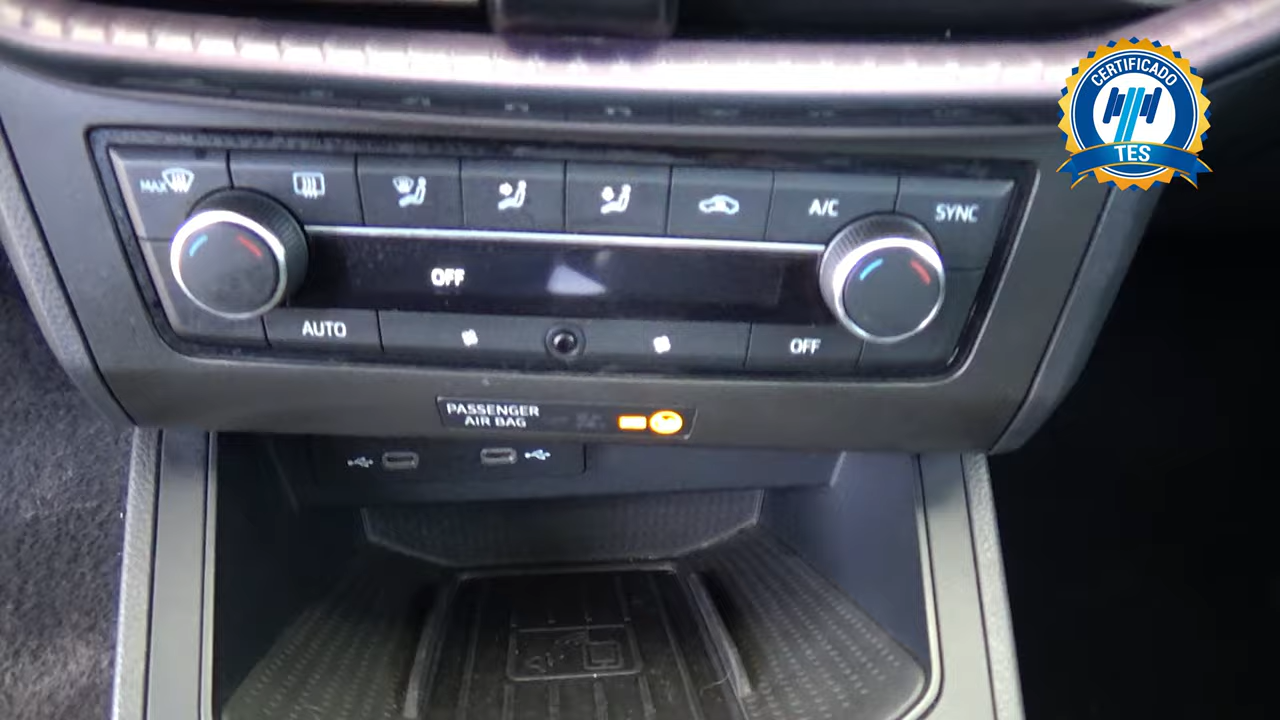 CERTIFICADO
TES
MAX
A/C
SYNC
OFF
AUTO
OFF
PASSENGER
AIR BAG